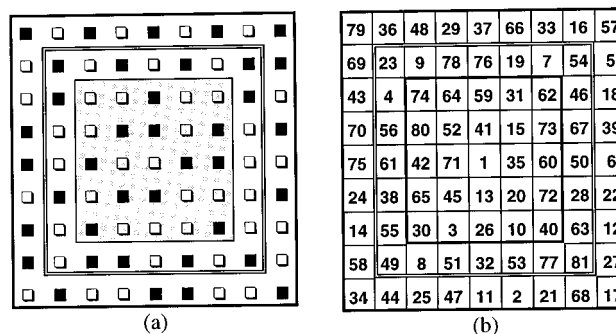 79 36 48 29 37 66 33 16 57
69 23 9 78 76 19 7 54 5
43 4 74 64 59 31 62 46 18
70 56 80 52 41 15 73 67 39
75 61 42 71 1 35 60 50 6
24 38 65 45 13 20 72 28 22
14 55 30 3 26 10 40 63 12
58 49 8 51 32 53 77 81 27
34 44 25 47 11 2 21 68 17
(a) (b)